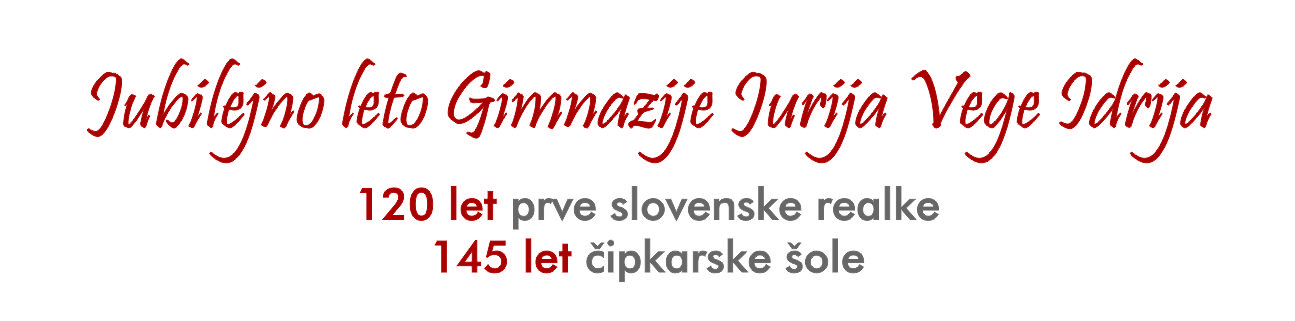 Jubilejno leto Gimnazije Jurija Vege Idrija
120 let prve slovenske realke
145 let čipkarske šole